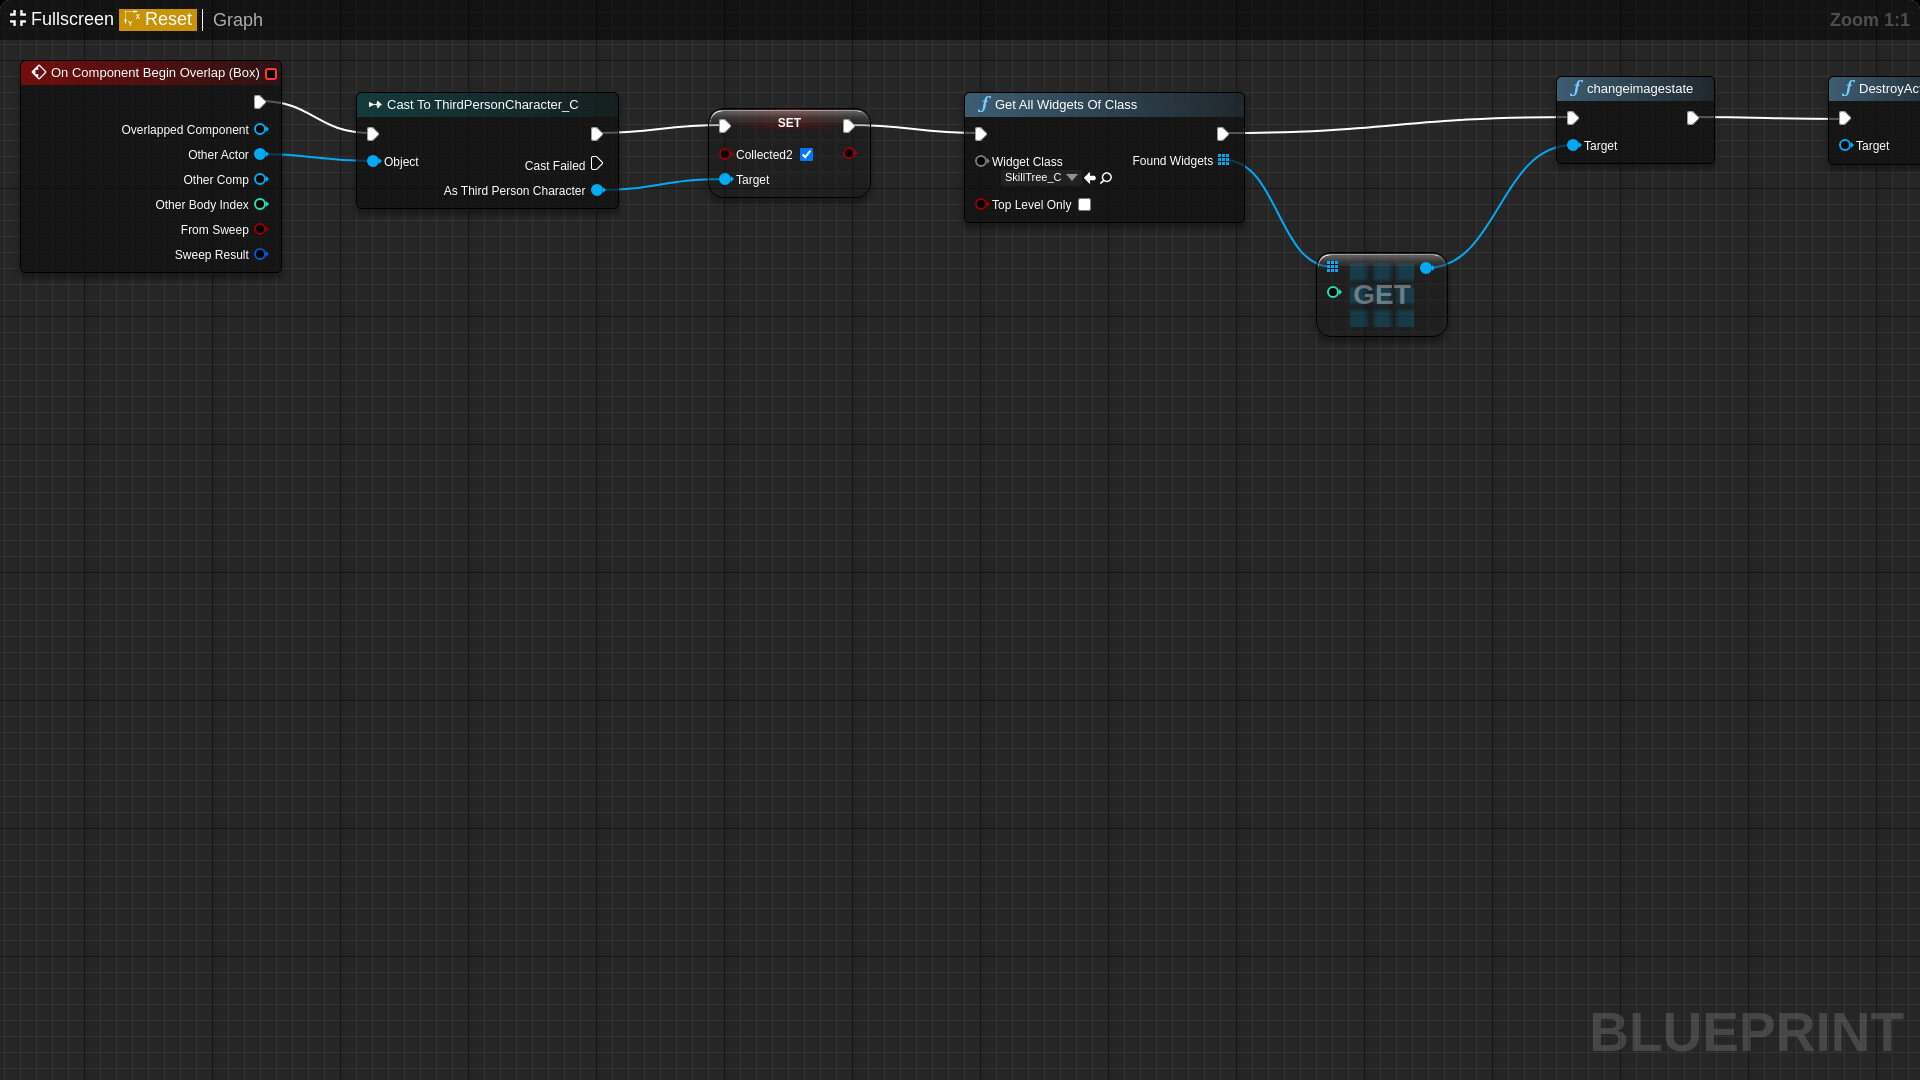 Fullscreen Reset Graph
Zoom 1:1
On Component Begin Overlap (Box)
Overlapped Component
Other Actor
Other Comp
Other Body Index
From Sweep
Sweep Result
Cast To ThirdPersonCharacter_C
Object
Cast Failed
As Third Person Character
SET
Collected2
Target
Get All Widgets Of Class
Widget Class
SkillTree_C
Found Widgets
Top Level Only
GET
changeimagestate
Target
DestroyAct
Target
BLUEPRINT